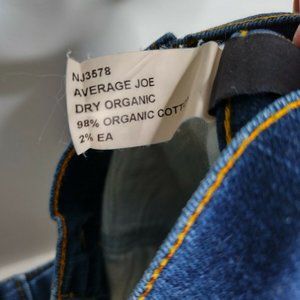 NJ3578
AVERAGE JOE
DRY ORGANIC
98% ORGANIC COTT
2% EA